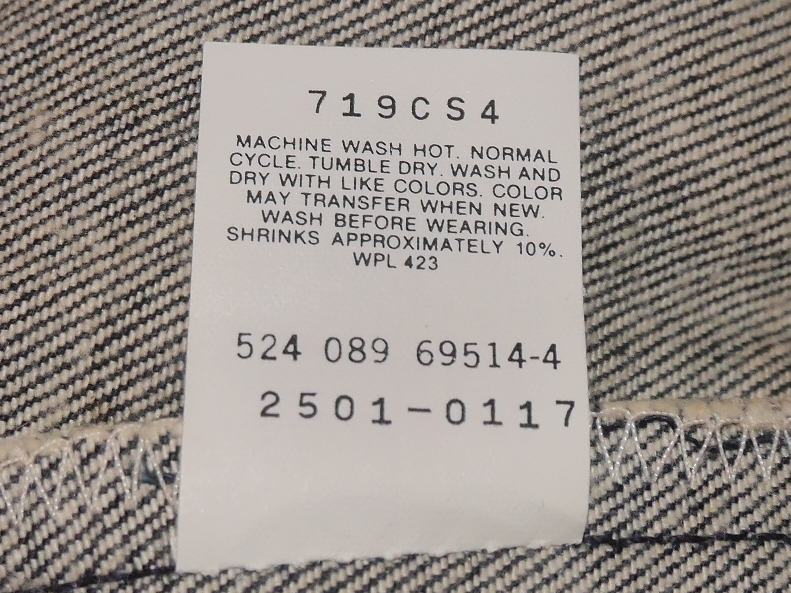 719CS4
MACHINE WASH HOT. NORMAL
CYCLE. TUMBLE DRY. WASH AND
DRY WITH LIKE COLORS. COLOR
MAY TRANSFER WHEN NEW.
WASH BEFORE WEARING.
SHRINKS APPROXIMATELY 10%.
WPL 423
524 089 69514-4
2501-0117